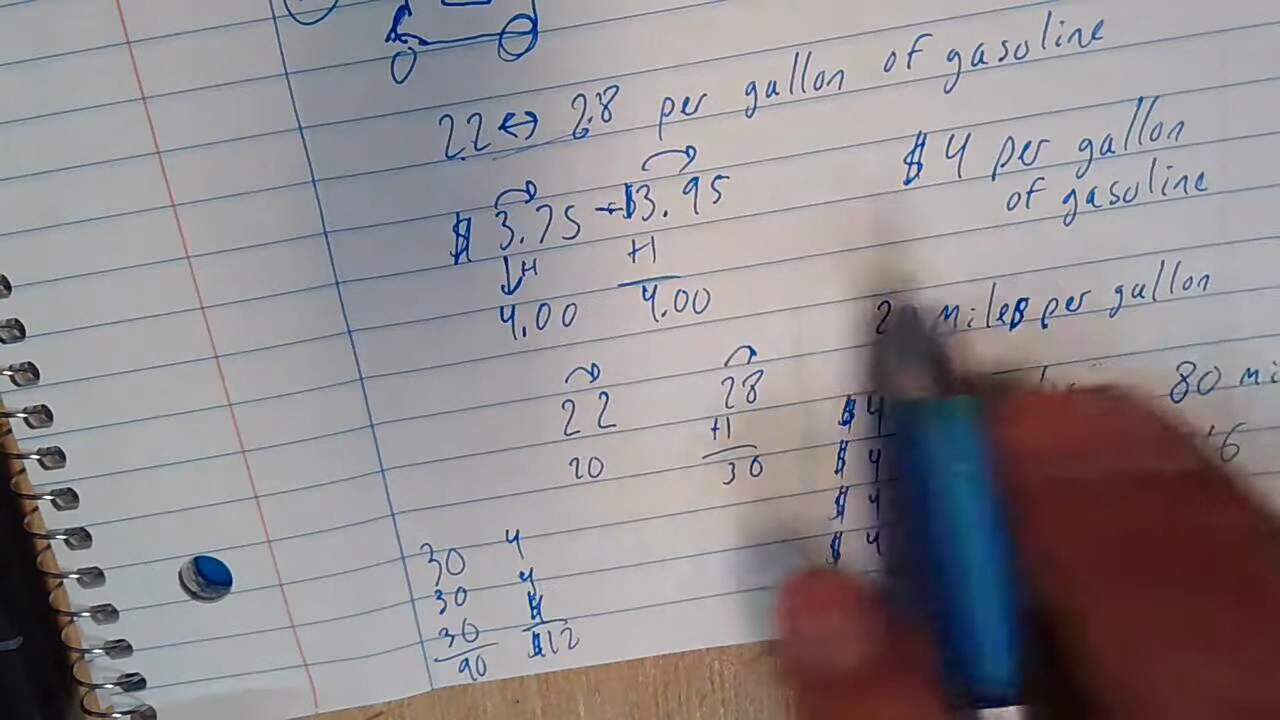 22 ↔ 28 per gallon of gasoline
$4 per gallon
of gasoline
$ 3.75 - $3.95
+1 +1
4.00 4.00
miles per gallon
22 28
+1
20 30
80 mi
$ 4
$ 4
$ 4
$ 4
30 4
30 4
30 4
90 $12